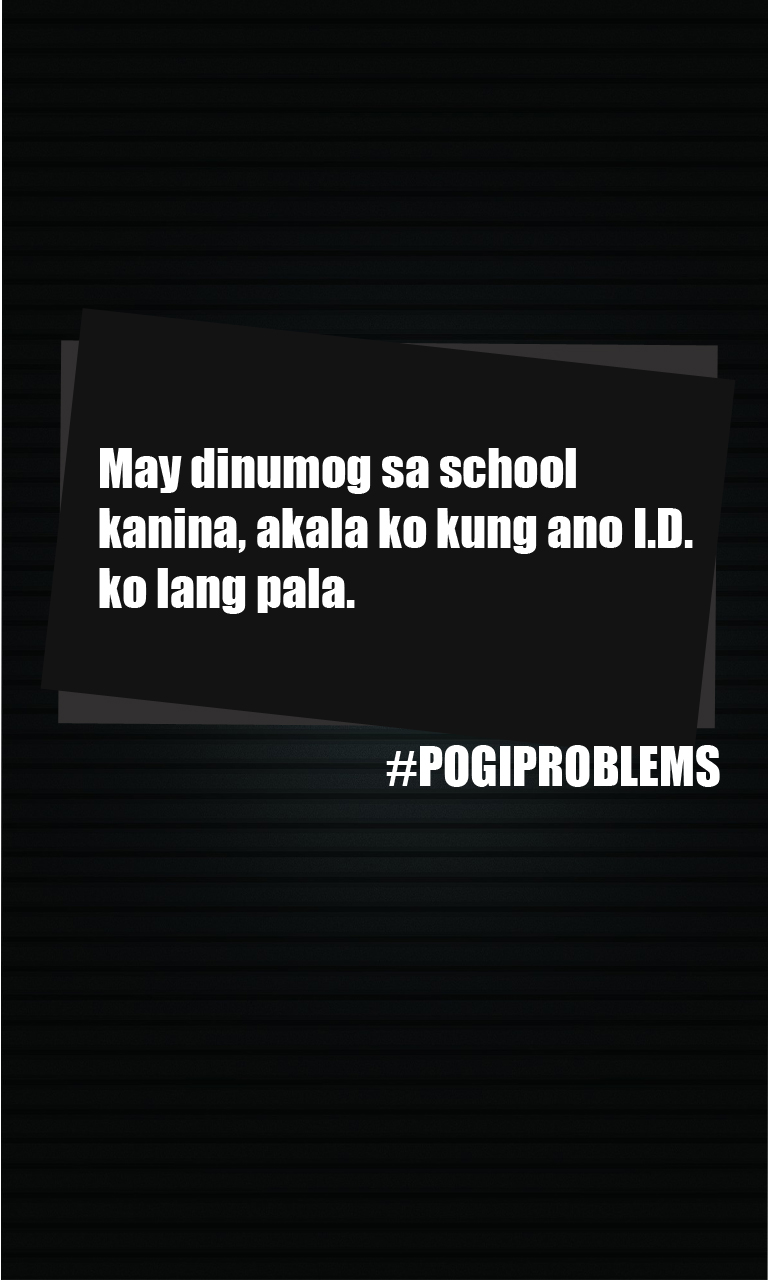 May dinumog sa school
kanina, akala ko kung ano I.D.
ko lang pala.
#POGIPROBLEMS